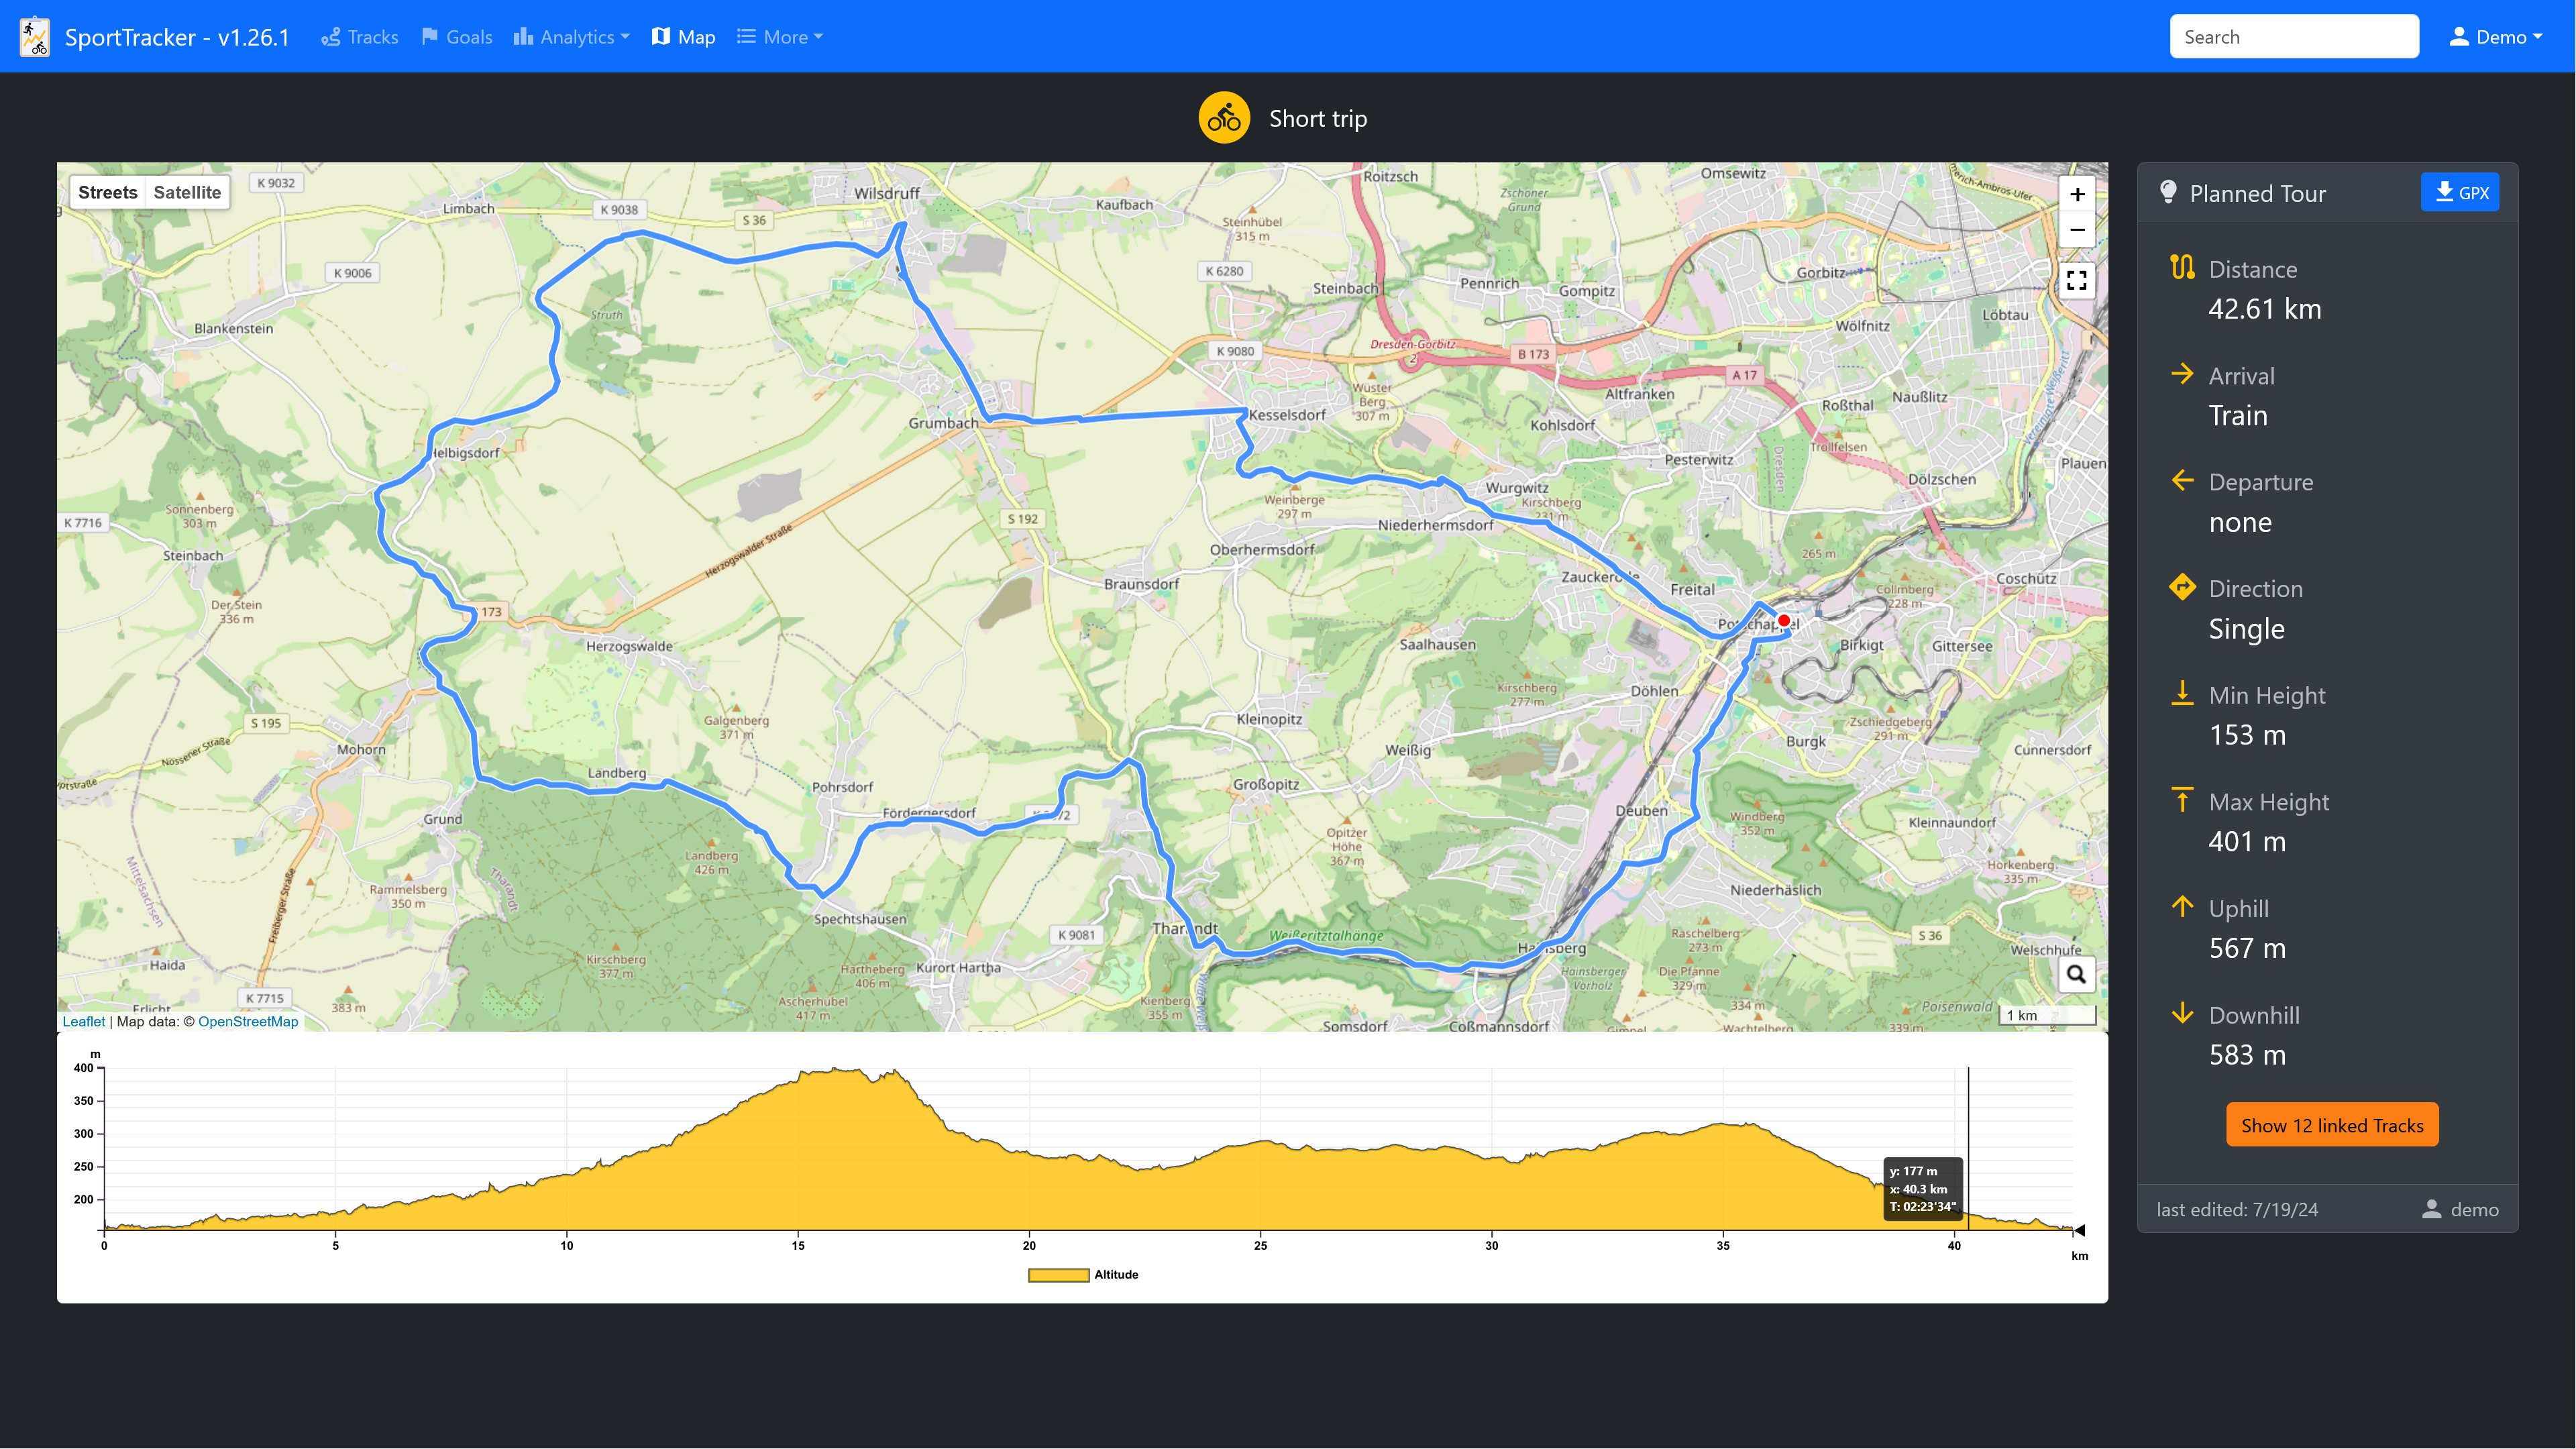 SportTracker - v1.26.1
Tracks
Goals
Analytics
Map
More
Search
Demo
Short trip
Streets
Satellite
K 9032
Limbach
K 9038
S 36
Wilsdruff
Kaufbach
Steinhübel
315 m
Roitzsch
Zschoner
Grund
Omsewitz
K 9006
K 6280
Steinbach
Pennrich
Gompitz
Gorbitz
Löbtau
Blankenstein
Struth
Wölfnitz
K 9080
Dresden-Gorbitz
2
B 173
A 17
Wüster
Berg
307 m
Altfranken
Roßthal
Naußlitz
Grumbach
Kesselsdorf
Kohlsdorf
Trollfelsen
Helbigsdorf
Pesterwitz
Dresden
Plauen
Dölzschen
Sonnenberg
303 m
K 7716
Weinberge
297 m
Wurgwitz
Kirschberg
231 m
S 192
Niederhermsdorf
Herzogswalder Straße
Steinbach
Oberhermsdorf
265 m
Braunsdorf
Coschütz
Freital
Colmberg
228 m
Der Stein
336 m
173
Herzogswalde
Saalhausen
Birkigt
Gittersee
Kirschberg
277 m
Döhlen
S 195
Galgenberg
371 m
Kleinopitz
Zschiedgeberg
291 m
Nossener Straße
Mohorn
Weißig
Burgk
Cunnersdorf
Landberg
Pohrsdorf
Großopitz
Grund
Fördergersdorf
Deuben
Windberg
352 m
Kleinnaundorf
Opitzer
Höhe
367 m
Landberg
426 m
Mittelsachsen
Tharandt
Rammelsberg
350 m
Freiberger Straße
Horkenberg
335 m
Niederhäslich
Spechtshausen
K 9081
Tharandt
Weißeritztalhänge
Hainsberg
Raschelberg
273 m
S 36
Welschhufe
Haida
Kirschberg
377 m
Hartheberg
406 m
Kurort Hartha
Hainsberger
Vorholz
Die Pfanne
329 m
K 7715
383 m
Ascherhübel
417 m
Kienberg
355 m
334 m
Poisenwald
Somsdorf
Coßmannsdorf
Wachtelberg
339 m
Leaflet | Map data: © OpenStreetMap
1 km
m
400
350
300
250
200
y: 177 m
x: 40.3 km
T: 02:23'34"
0 5 10 15 20 25 30 35 40
km
Altitude
Planned Tour
GPX
Distance
42.61 km
Arrival
Train
Departure
none
Direction
Single
Min Height
153 m
Max Height
401 m
Uphill
567 m
Downhill
583 m
Show 12 linked Tracks
last edited: 7/19/24
demo